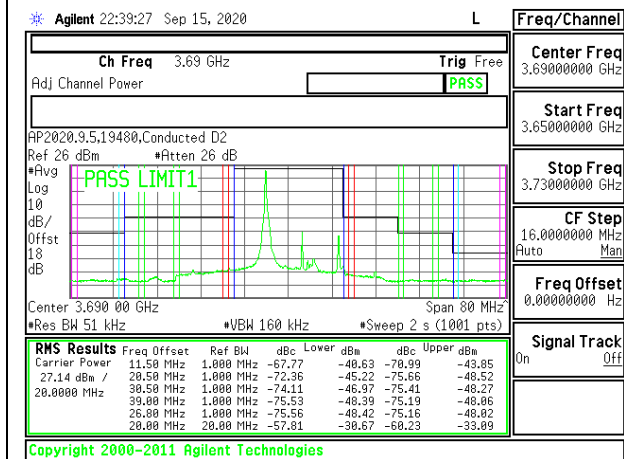 Agilent 22:39:27 Sep 15, 2020 L
Freq/Channel
Ch Freq 3.69 GHz Trig Free
Adj Channel Power PASS
Center Freq
3.69000000 GHz
Start Freq
3.65000000 GHz
Stop Freq
3.73000000 GHz
CF Step
16.0000000 MHz
Auto Man
Freq Offset
0.00000000 Hz
Signal Track
On Off
AP2020.9.5,19480,Conducted D2
Ref 26 dBm #Atten 26 dB
#Avg
Log
10
dB/
Offst
18
dB
PASS LIMIT1
Center 3.690 00 GHz Span 80 MHz^
#Res BW 51 kHz #VBW 160 kHz #Sweep 2 s (1001 pts)
RMS Results Freq Offset Ref BW dBc Lower dBm dBc Upper dBm
Carrier Power 11.50 MHz 1.000 MHz -67.77 -40.63 -70.99 -43.85
27.14 dBm / 20.50 MHz 1.000 MHz -72.36 -45.22 -75.66 -48.52
20.0000 MHz 30.50 MHz 1.000 MHz -74.11 -46.97 -75.41 -48.27
39.00 MHz 1.000 MHz -75.53 -48.39 -75.19 -48.06
26.80 MHz 1.000 MHz -75.56 -48.42 -75.16 -48.02
20.00 MHz 20.00 MHz -57.81 -30.67 -60.23 -33.09
Copyright 2000-2011 Agilent Technologies